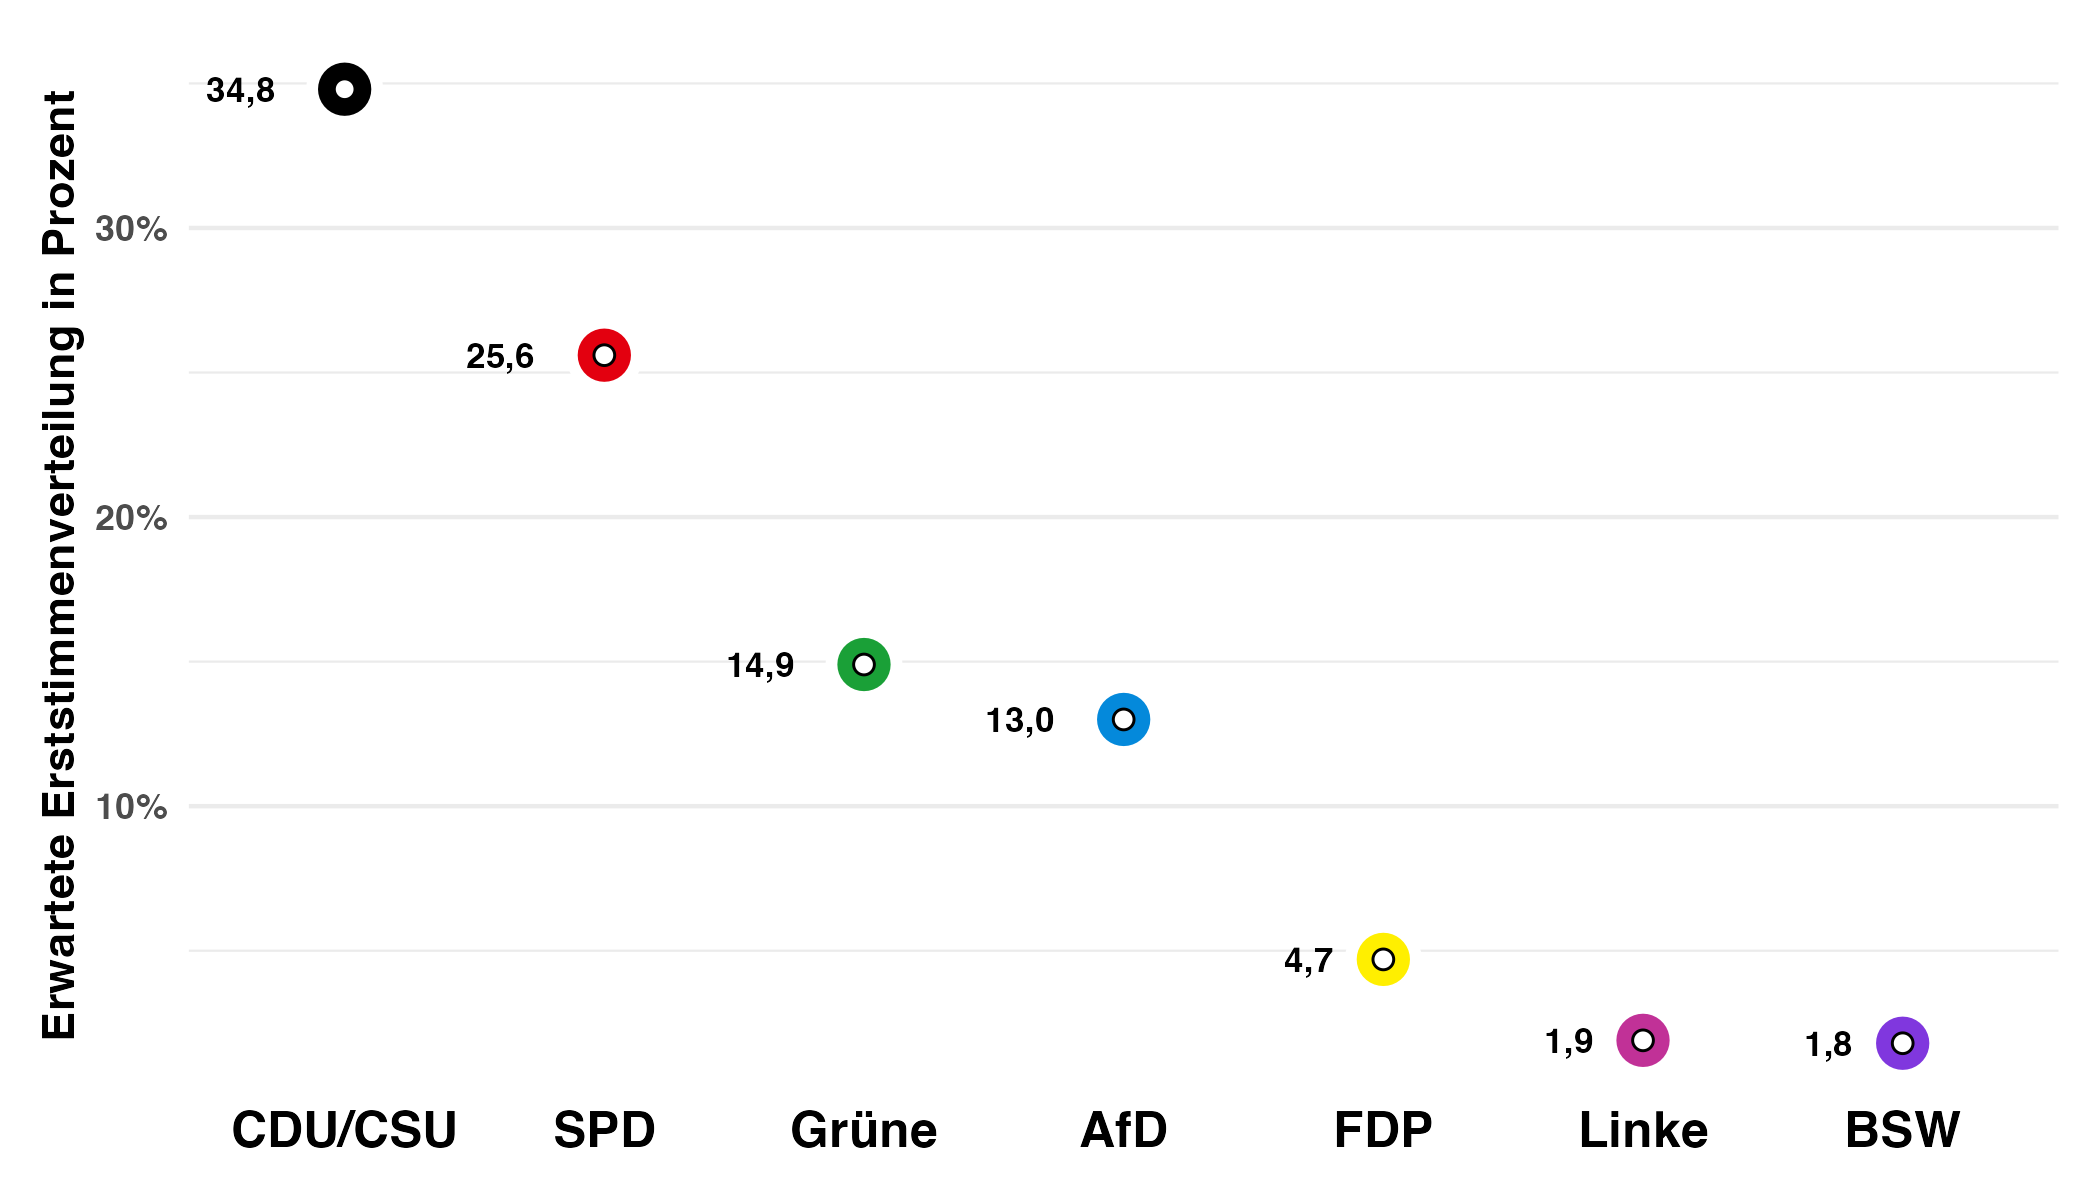 Erwartete Erststimmenverteilung in Prozent
30%
20%
10%
34,8
25,6
14,9
13,0
4,7
1,9
1,8
CDU/CSU
SPD
Grüne
AfD
FDP
Linke
BSW